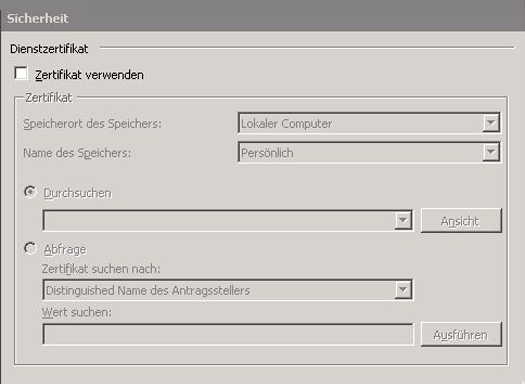 Sicherheit
Dienstzertifikat
Zertifikat verwenden
Zertifikat
Speicherort des Speichers: Lokaler Computer
Name des Speichers: Persönlich
Durchsuchen
Ansicht
Abfrage
Zertifikat suchen nach:
Distinguished Name des Antragsstellers
Wert suchen:
Ausführen